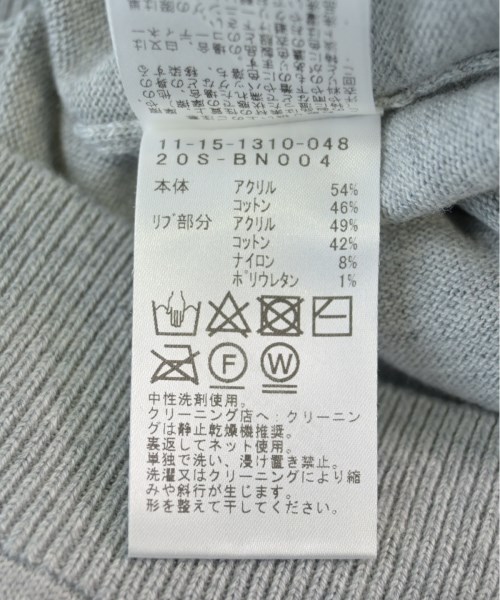 11-15-1310-048
20S-BN004
本体 アクリル 54%
コットン 46%
リブ部分 アクリル 49%
コットン 42%
ナイロン 8%
ポリウレタン 1%
F W
中性洗剤使用。
クリーニング店へ:クリーニン
グは静止乾燥機推奨。
裏返してネット使用。
単独で洗い、浸け置き禁止。
洗濯又はクリーニングにより縮
みや斜行が生じます。
形を整えて干してください。